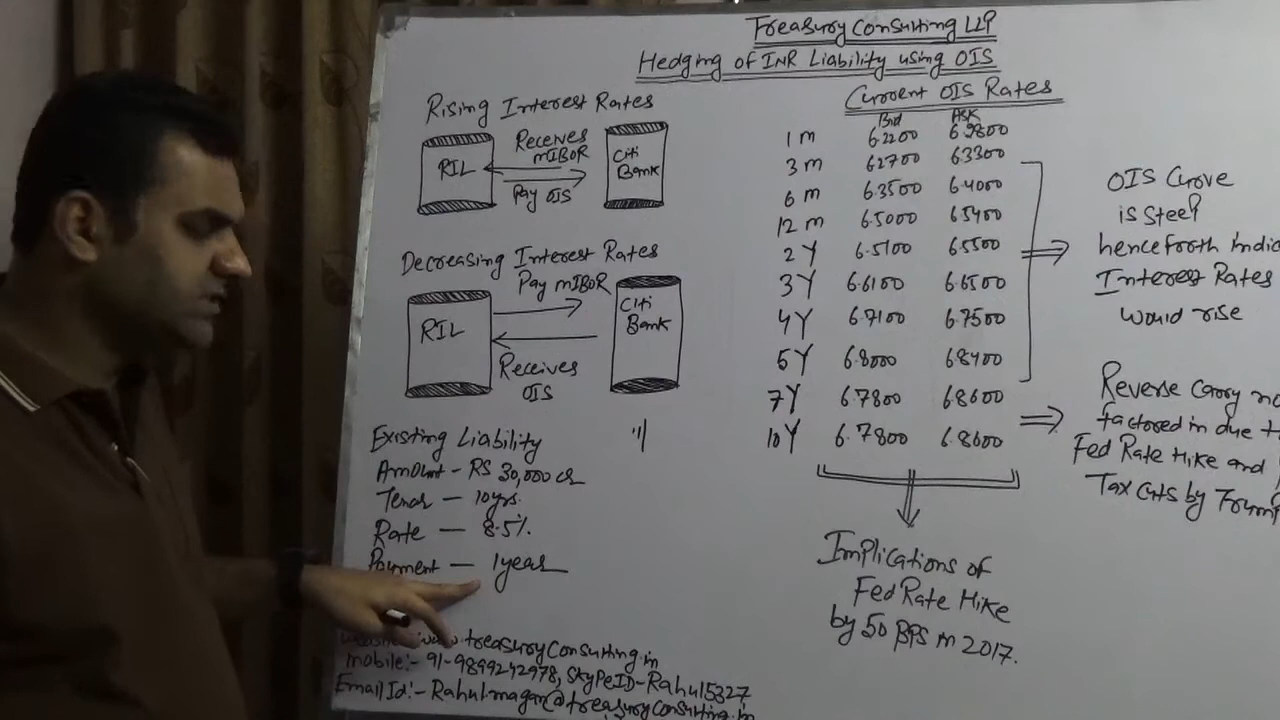 Treasury Consulting LLP
Hedging of INR Liability using OIS
Rising Interest Rates
RIL
Receives
MIBOR
Pay OIS
Citi
Bank
Decreasing Interest Rates
Pay MIBOR
RIL
Receives
OIS
Citi
Bank
Existing Liability
Amount - RS 30,000 cr
Tenor - 10 yrs.
Rate - 8.5%
Payment - 1 year
Current OIS Rates
Bid Ask
1 m 6.2200 6.2800
3 m 6.2700 6.3300
6 m 6.3500 6.4000
12 m 6.5000 6.5400
2 Y 6.5100 6.5500
3 Y 6.6100 6.6500
4 Y 6.7100 6.7500
5 Y 6.8000 6.8400
7 Y 6.7800 6.8600
10 Y 6.7800 6.8600
OIS Curve
is Steep
henceforth Indic
Interest Rates
would rise
Reverse Carry
factored in due t
Fed Rate Hike and
Tax Cuts by Trump
Implications of
Fed Rate Hike
by 50 BPS in 2017.
treasuryconsulting.in
mobile:- 91-9899242978, SkypeID-Rahul5327
Email Id:- Rahul.magan@treasuryconsulting.in